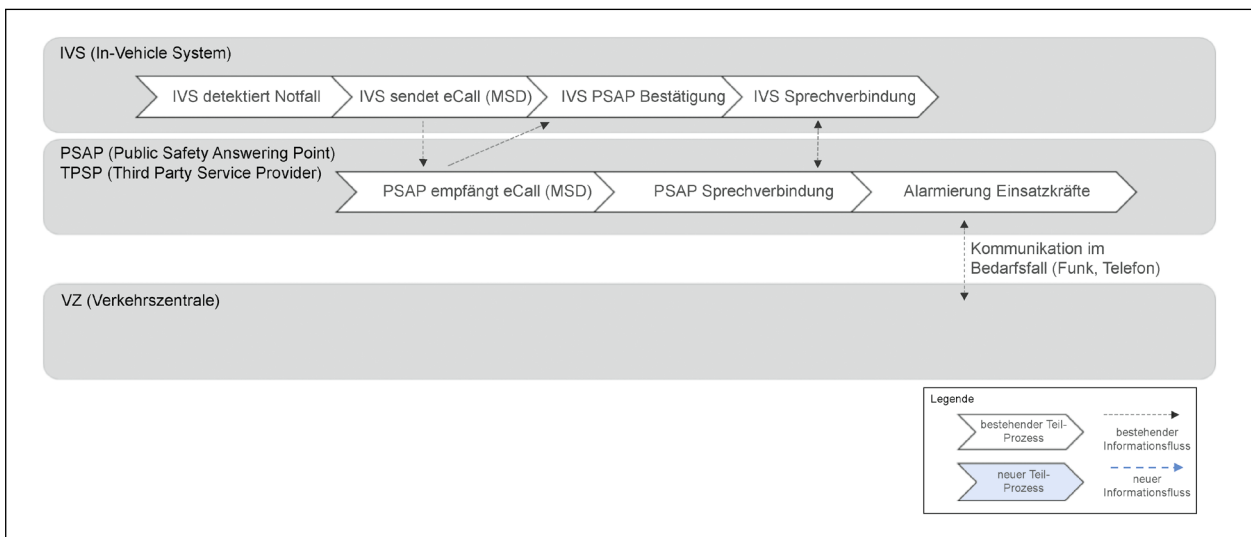 IVS (In-Vehicle System)
IVS detektiert Notfall
IVS sendet eCall (MSD)
IVS PSAP Bestätigung
IVS Sprechverbindung
PSAP (Public Safety Answering Point)
TPSP (Third Party Service Provider)
PSAP empfängt eCall (MSD)
PSAP Sprechverbindung
Alarmierung Einsatzkräfte
Kommunikation im
Bedarfsfall (Funk, Telefon)
VZ (Verkehrszentrale)
Legende
bestehender Teil-
Prozess
bestehender
Informationsfluss
neuer Teil-
Prozess
neuer
Informationsfluss